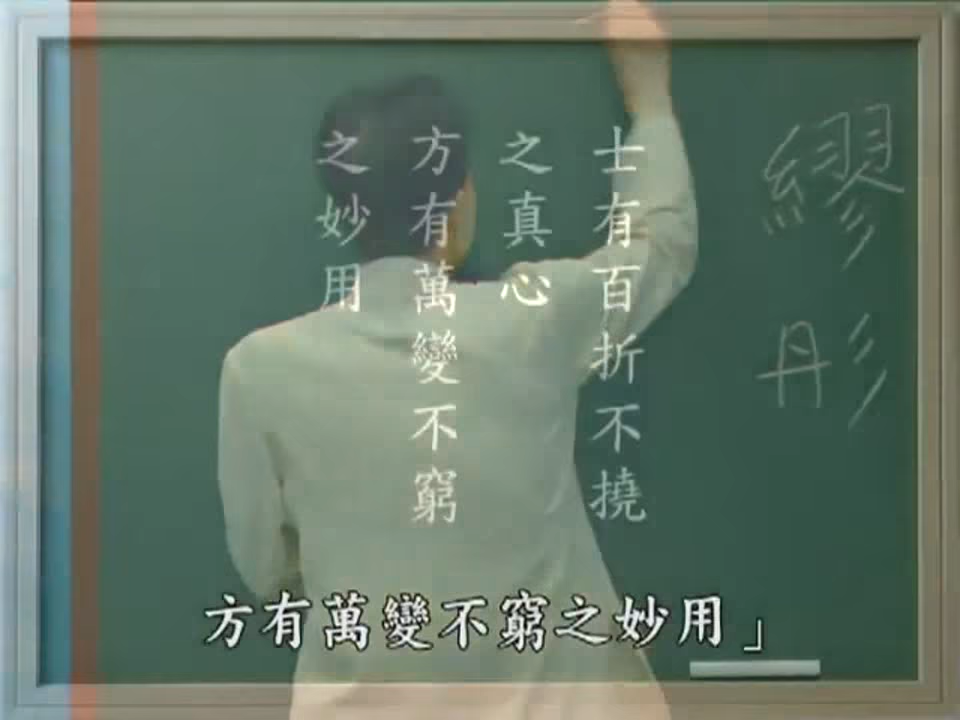 繆
彤
士有百折不撓
之真心
方有萬變不窮
之妙用
方有萬變不窮之妙用」